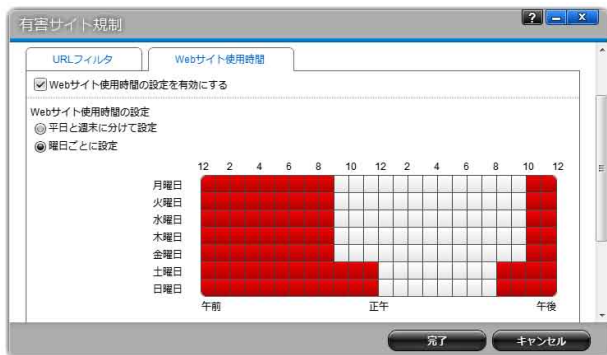 有害サイト規制
?
x
URLフィルタ Webサイト使用時間
Webサイト使用時間の設定を有効にする
Webサイト使用時間の設定
平日と週末に分けて設定
曜日ごとに設定
12 2 4 6 8 10 12 2 4 6 8 10 12
月曜日
火曜日
水曜日
木曜日
金曜日
土曜日
日曜日
午前 正午 午後
完了 キャンセル